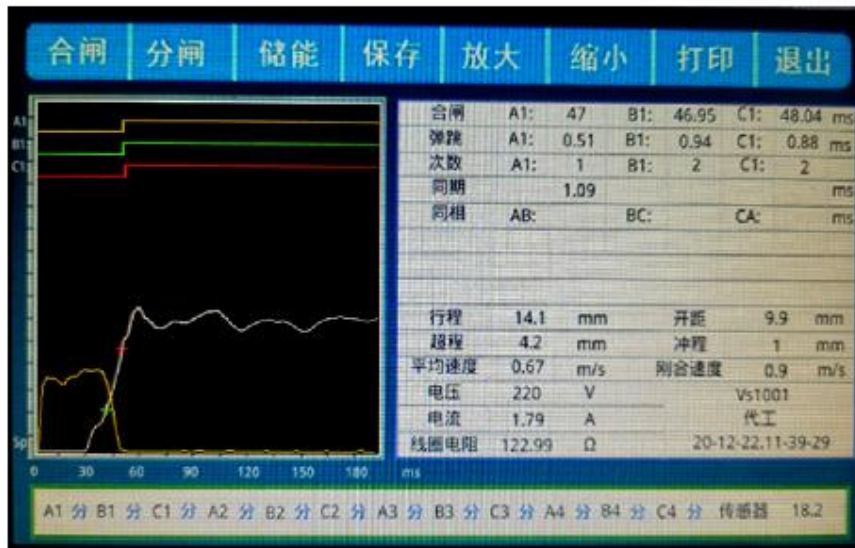 合闸 分闸 储能 保存 放大 缩小 打印 退出
A1
B1
C1
合闸 A1: 47 B1: 46.95 C1: 48.04 ms
弹跳 A1: 0.51 B1: 0.94 C1: 0.88 ms
次数 A1: 1 B1: 2 C1: 2
同期 1.09 ms
同相 AB: BC: CA: ms
行程 14.1 mm 开距 9.9 mm
超程 4.2 mm 冲程 1 mm
平均速度 0.67 m/s 刚合速度 0.9 m/s
电压 220 V Vs1001
电流 1.79 A 代工
线圈电阻 122.99 Ω 20-12-22.11-39-29
Sp
0 30 60 90 120 150 180 ms
A1 分 B1 分 C1 分 A2 分 B2 分 C2 分 A3 分 B3 分 C3 分 A4 分 B4 分 C4 分 传感器 18.2